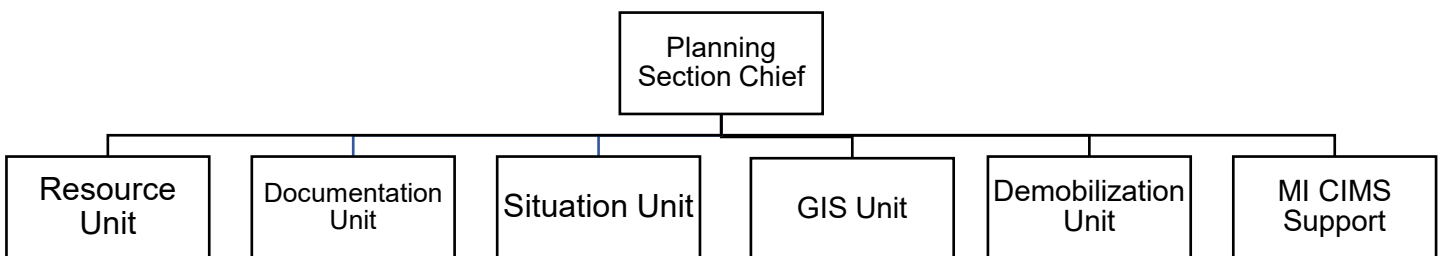 Planning
Section Chief
Resource
Unit
Documentation
Unit
Situation Unit
GIS Unit
Demobilization
Unit
MI CIMS
Support